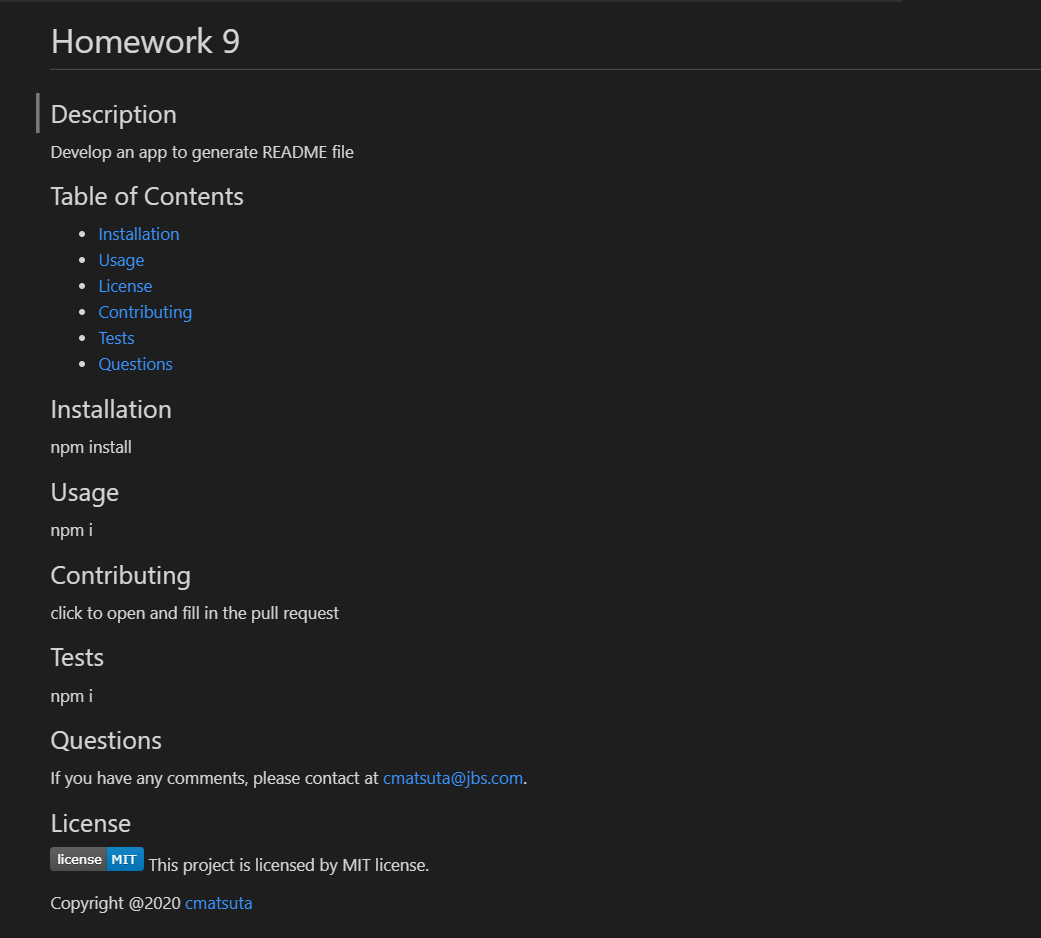 Homework 9
Description
Develop an app to generate README file
Table of Contents
Installation
Usage
License
Contributing
Tests
Questions
Installation
npm install
Usage
npm i
Contributing
click to open and fill in the pull request
Tests
npm i
Questions
If you have any comments, please contact at cmatsuta@jbs.com.
License
license MIT This project is licensed by MIT license.
Copyright @2020 cmatsuta